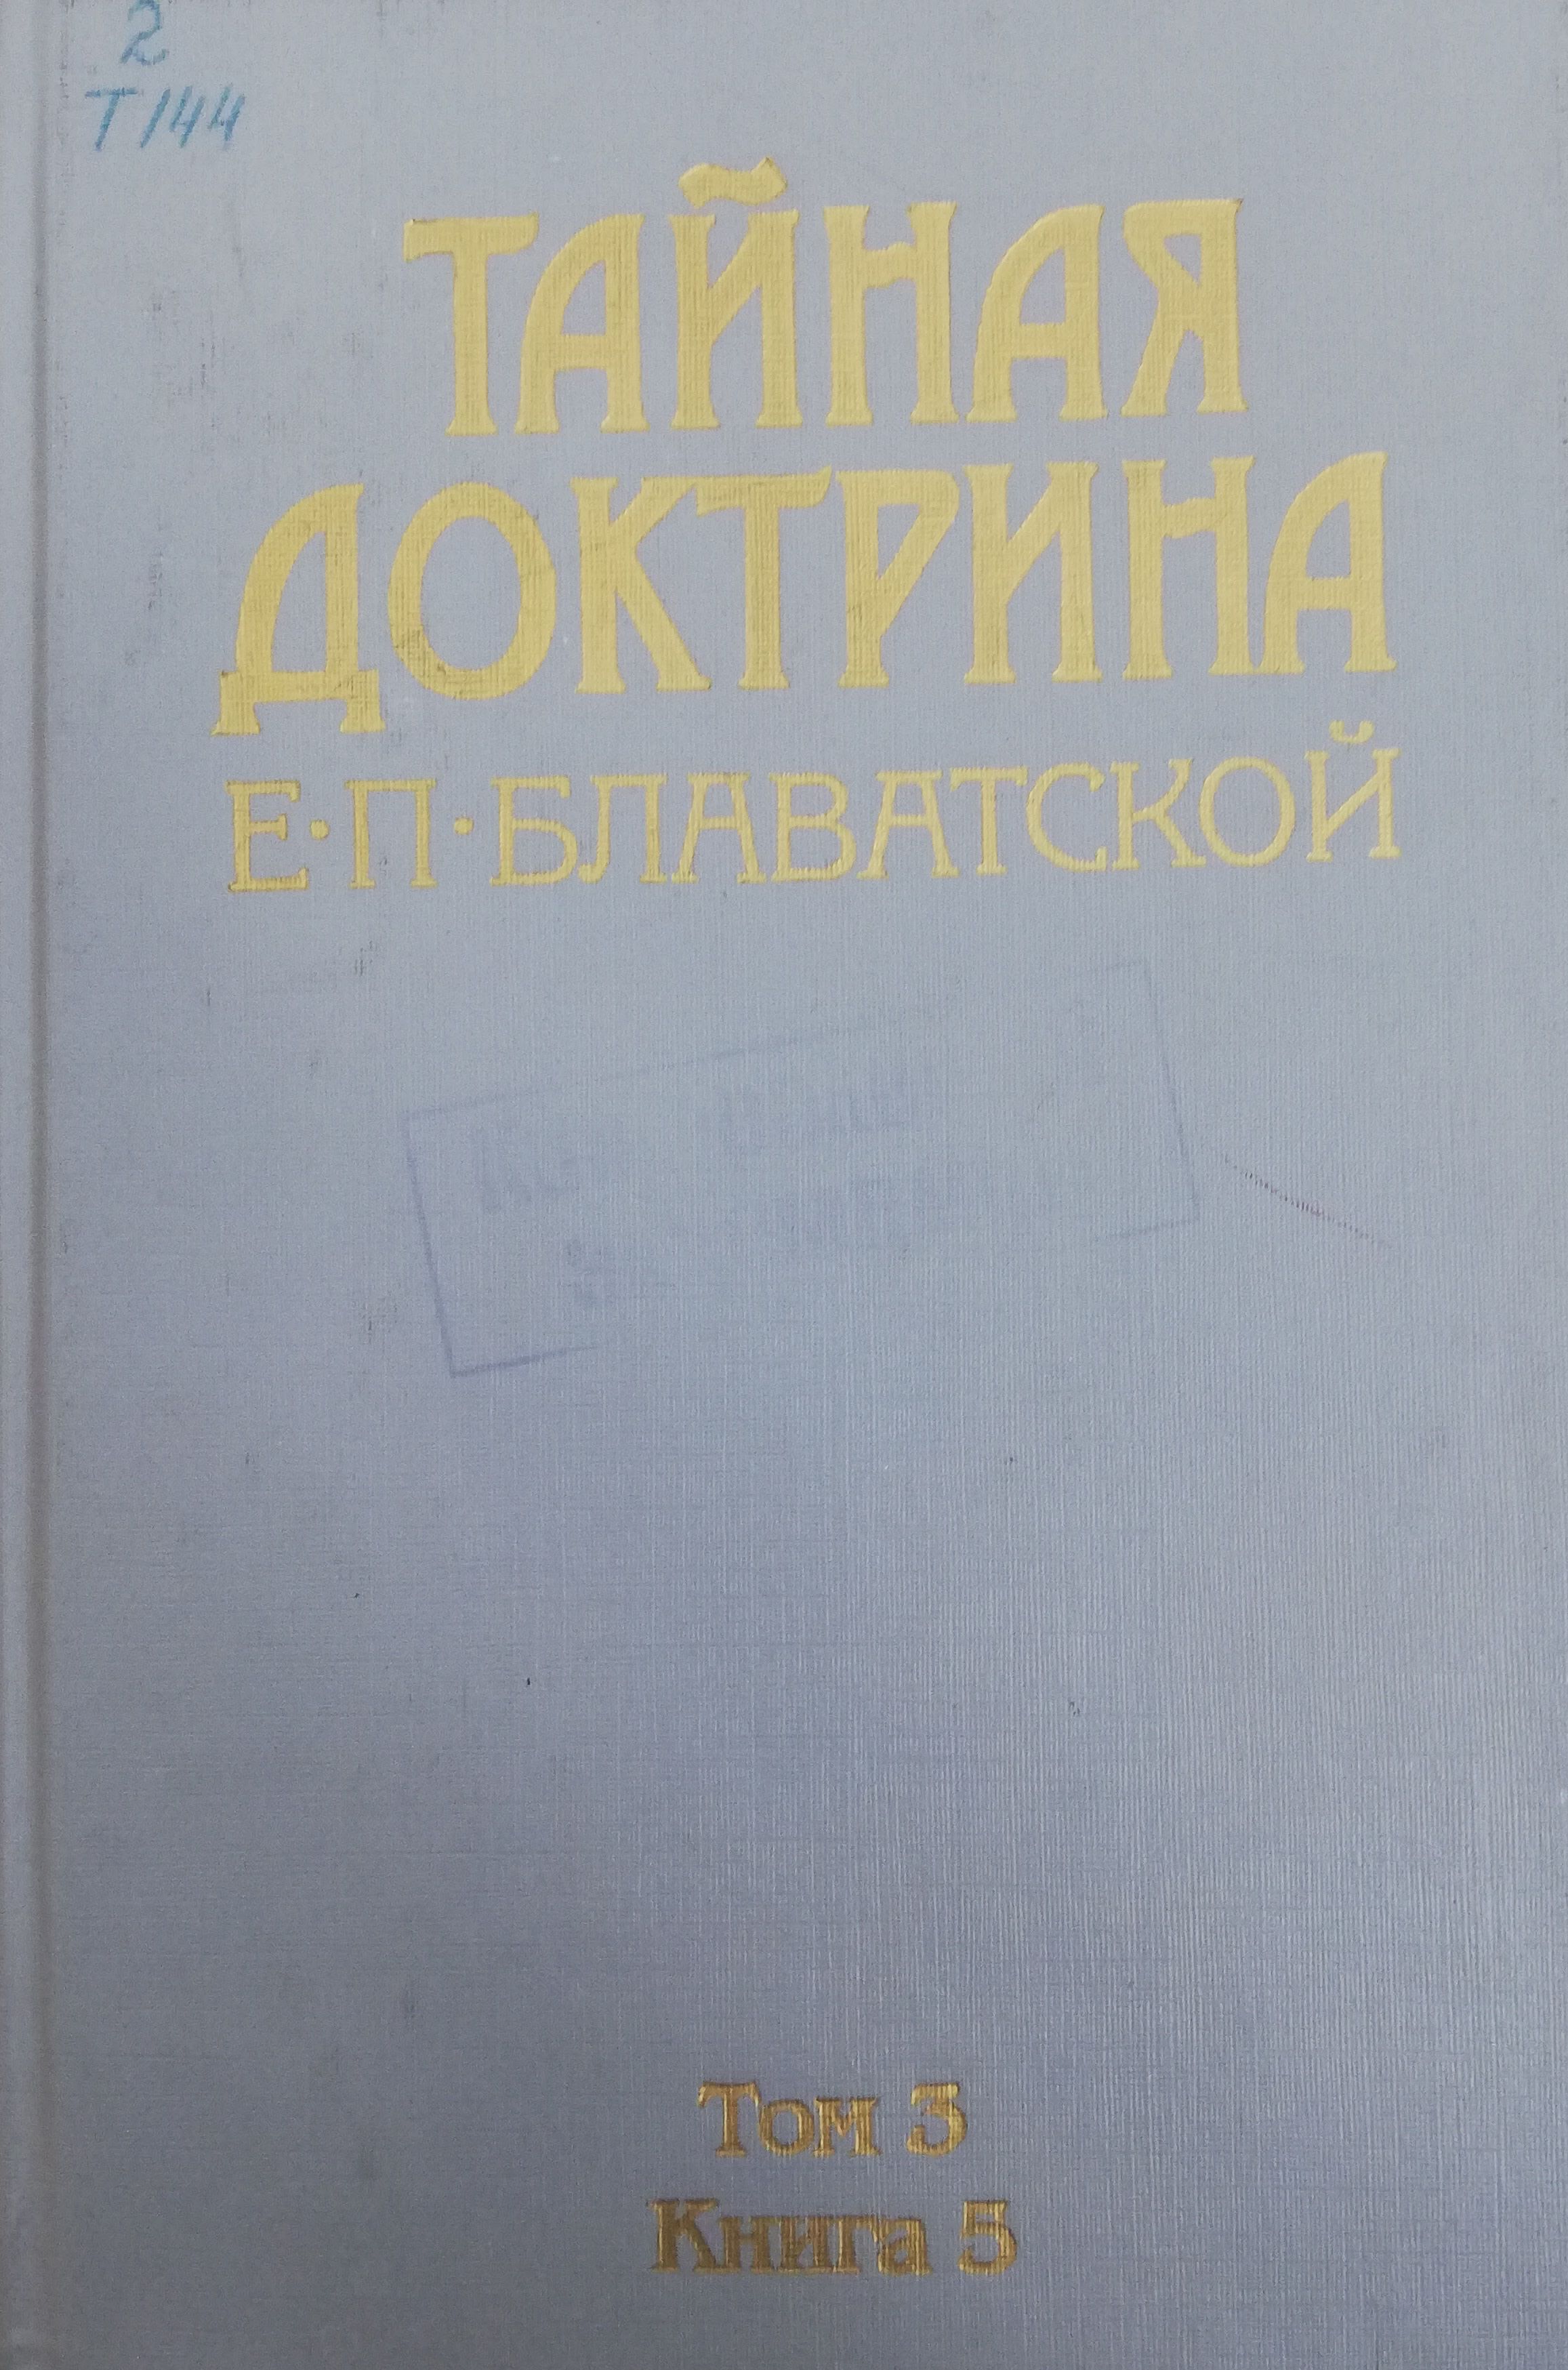 2
Т144
ТАЙНАЯ
ДОКТРИНА
Е·П·БЛАВАТСКОЙ
Том 3
Книга 5